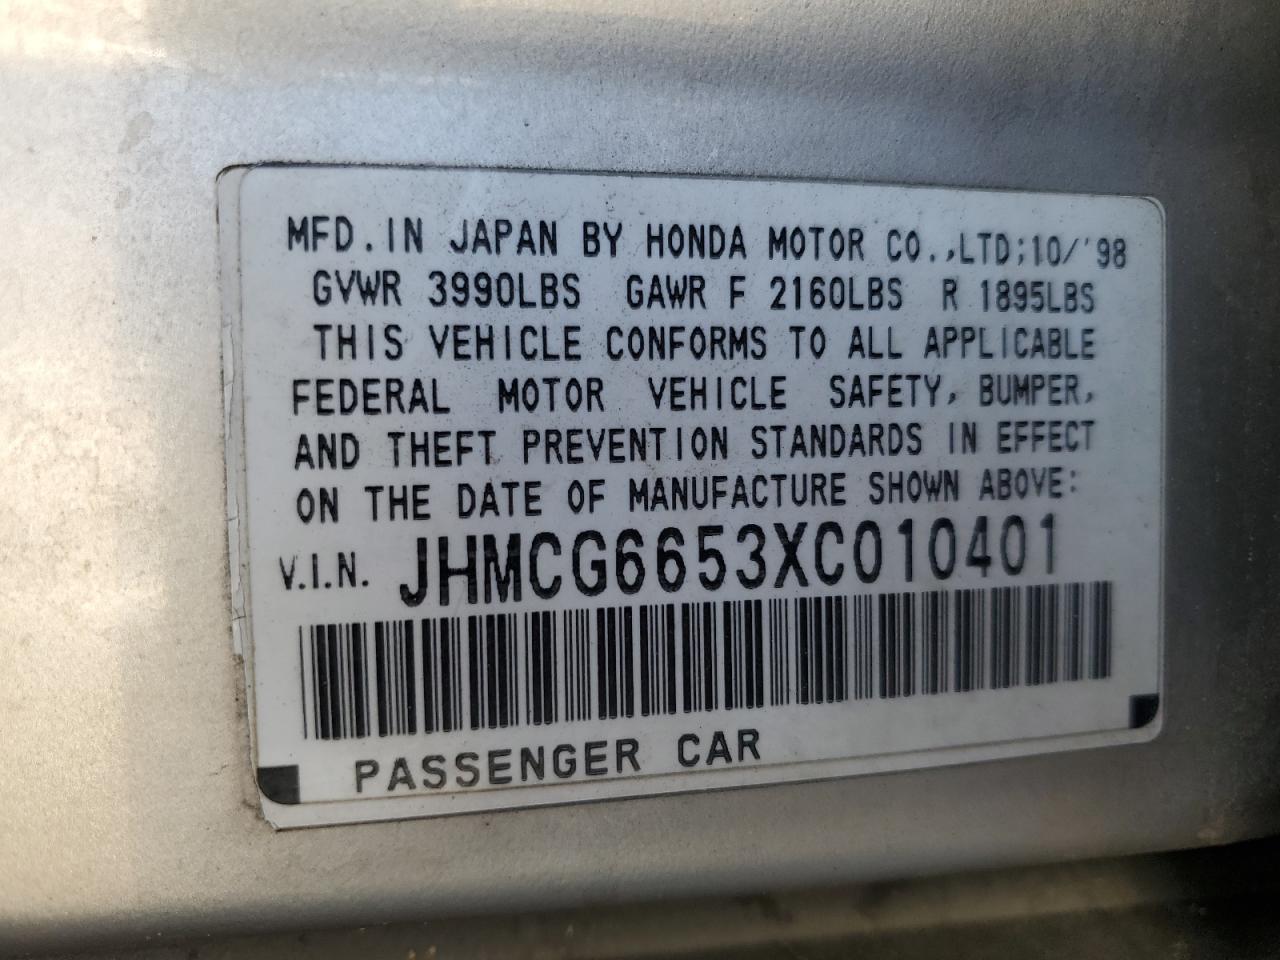 MFD.IN JAPAN BY HONDA MOTOR CO.,LTD;10/'98
GVWR 3990LBS GAWR F 2160LBS R 1895LBS
THIS VEHICLE CONFORMS TO ALL APPLICABLE
FEDERAL MOTOR VEHICLE SAFETY, BUMPER,
AND THEFT PREVENTION STANDARDS IN EFFECT
ON THE DATE OF MANUFACTURE SHOWN ABOVE:
V.I.N. JHMCG6653XC010401
PASSENGER CAR